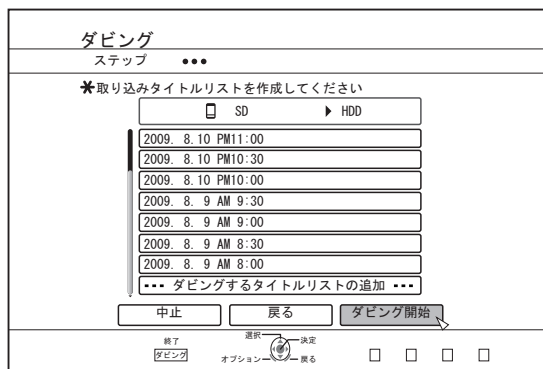 ダビング
ステップ ●●●
✱取り込みタイトルリストを作成してください
SD ▶ HDD
2009. 8.10 PM11:00
2009. 8.10 PM10:30
2009. 8.10 PM10:00
2009. 8. 9 AM 9:30
2009. 8. 9 AM 9:00
2009. 8. 9 AM 8:30
2009. 8. 9 AM 8:00
--- ダビングするタイトルリストの追加 ---
中止 戻る ダビング開始
終了 選択 決定
ダビング オプション 戻る